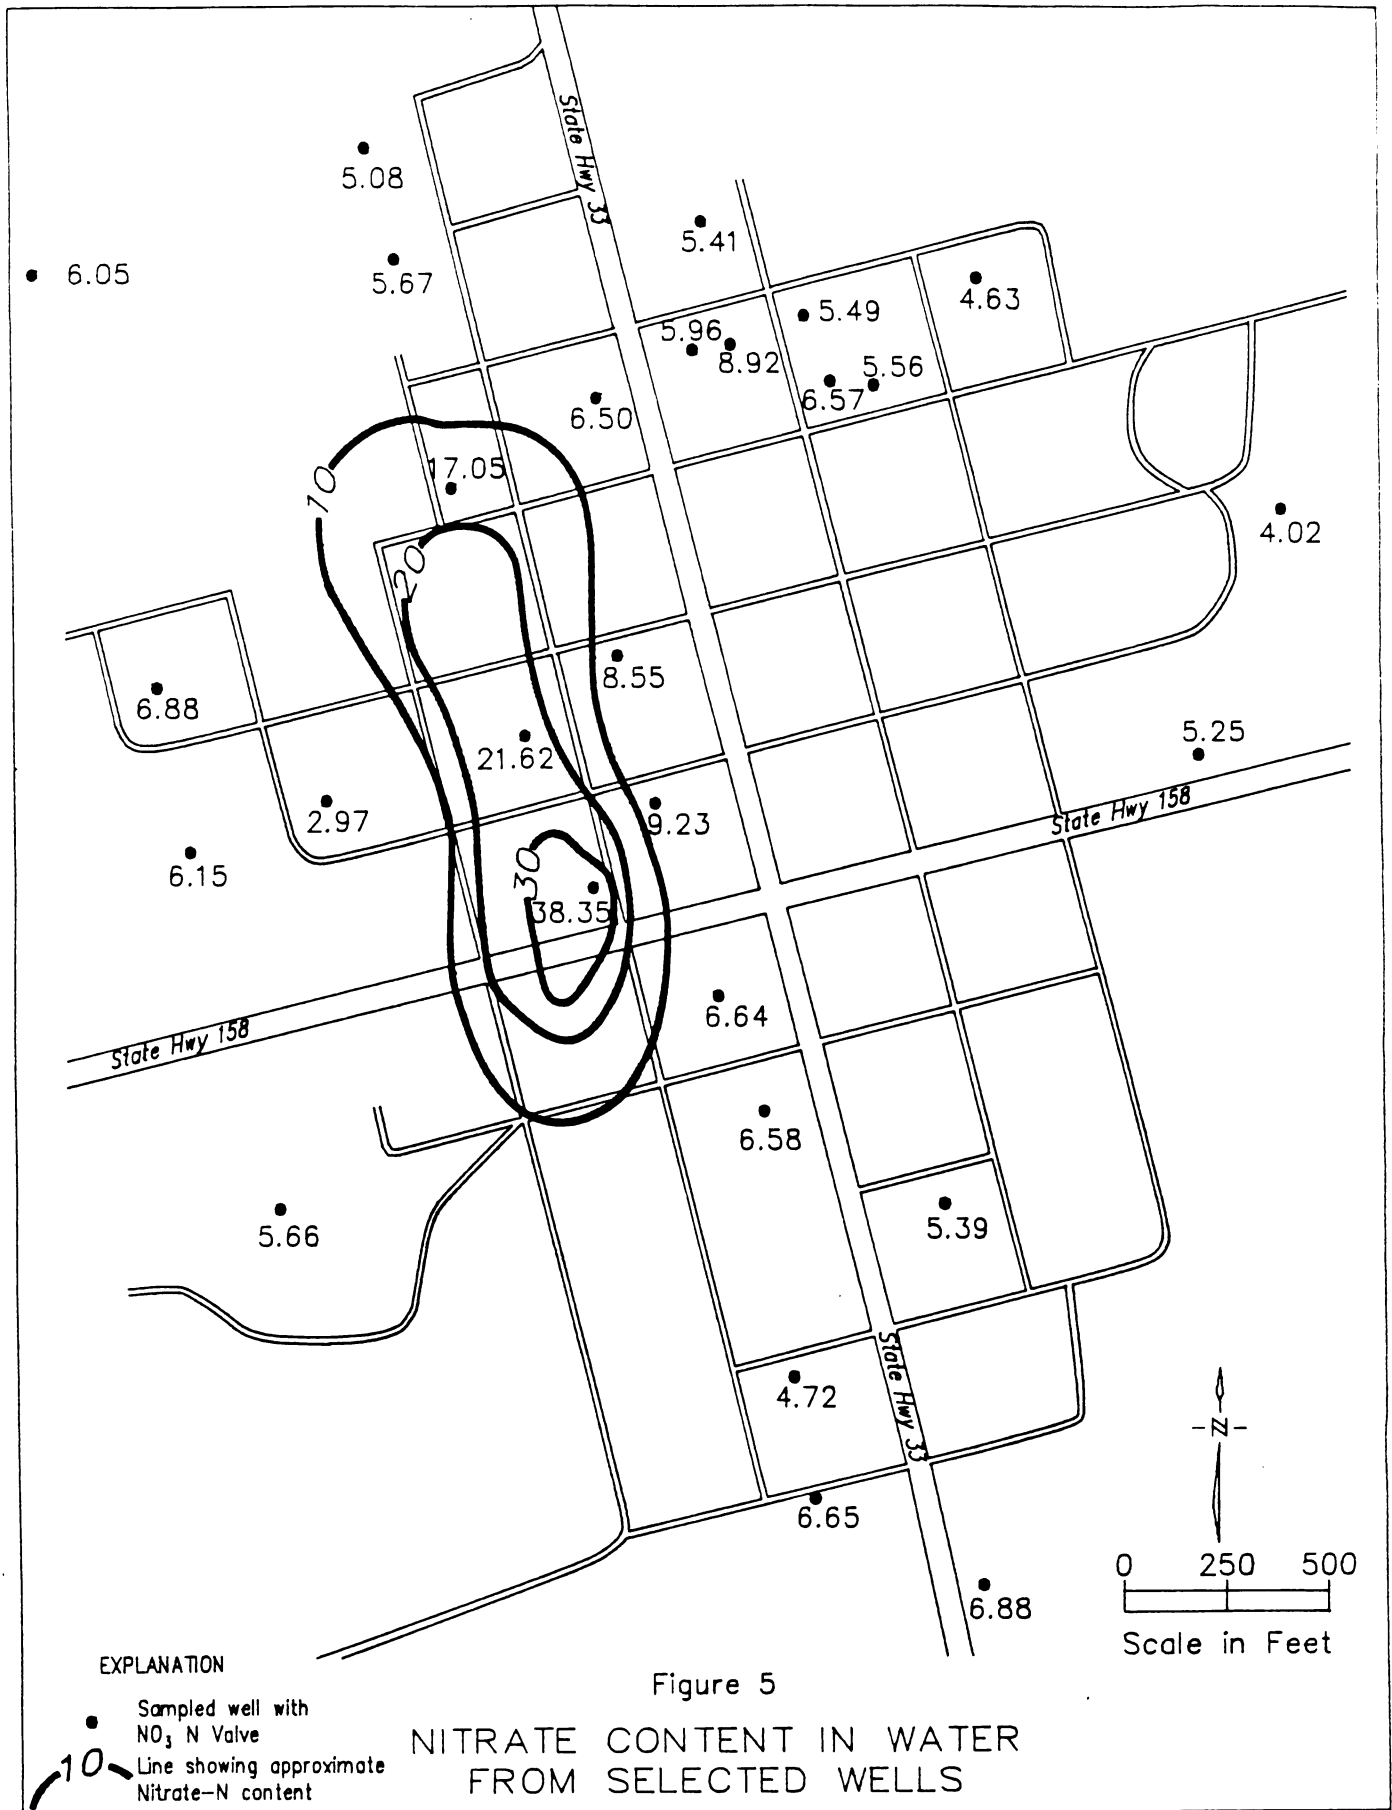 State Hwy 33
5.08
5.41
6.05
5.67
4.63
5.49
5.96
8.92
5.56
6.57
6.50
17.05
10
4.02
20
8.55
6.88
21.62
5.25
2.97
9.23
State Hwy 158
6.15
30
38.35
6.64
State Hwy 158
6.58
5.66
5.39
State Hwy 33
4.72
-N-
6.65
0 250 500
6.88
Scale in Feet
EXPLANATION
Sampled well with
NO3 N Valve
10 Line showing approximate
Nitrate-N content
Figure 5
NITRATE CONTENT IN WATER
FROM SELECTED WELLS